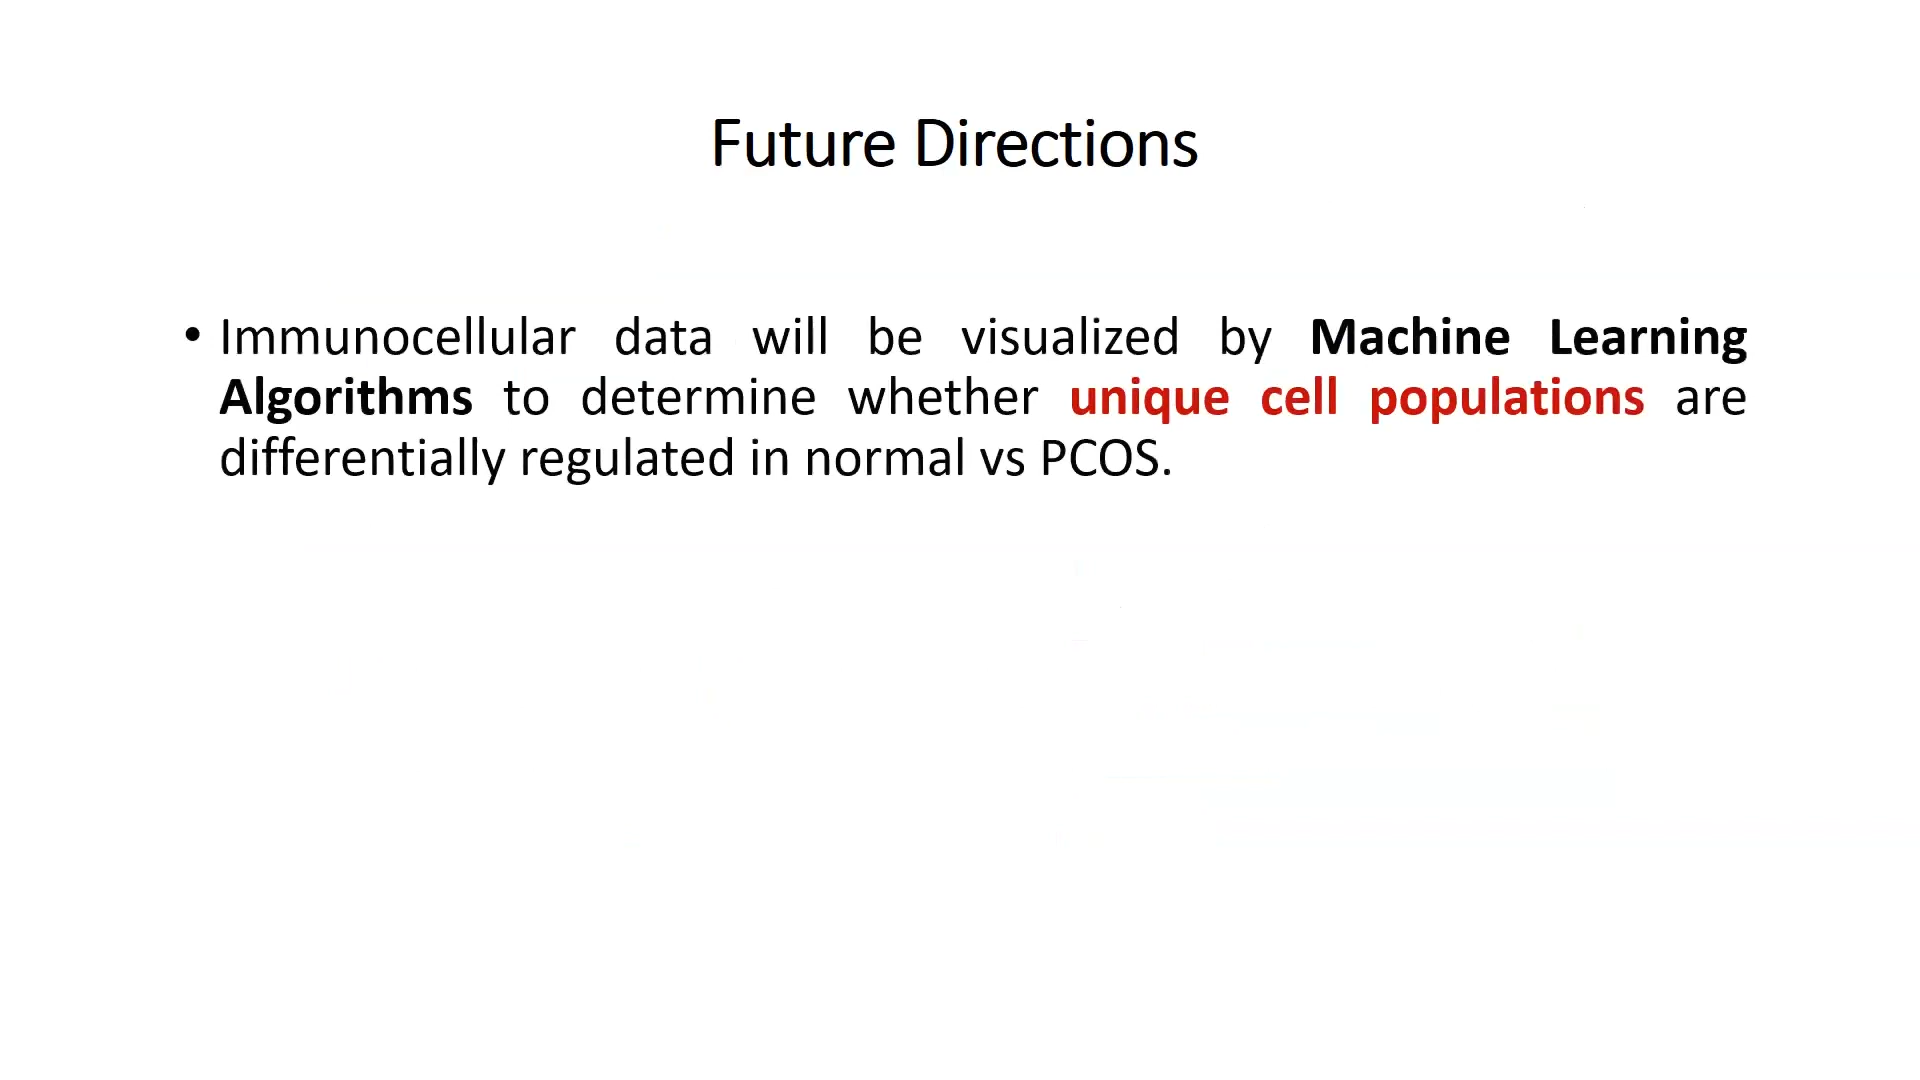 Future Directions
• Immunocellular data will be visualized by Machine Learning
Algorithms to determine whether unique cell populations are
differentially regulated in normal vs PCOS.